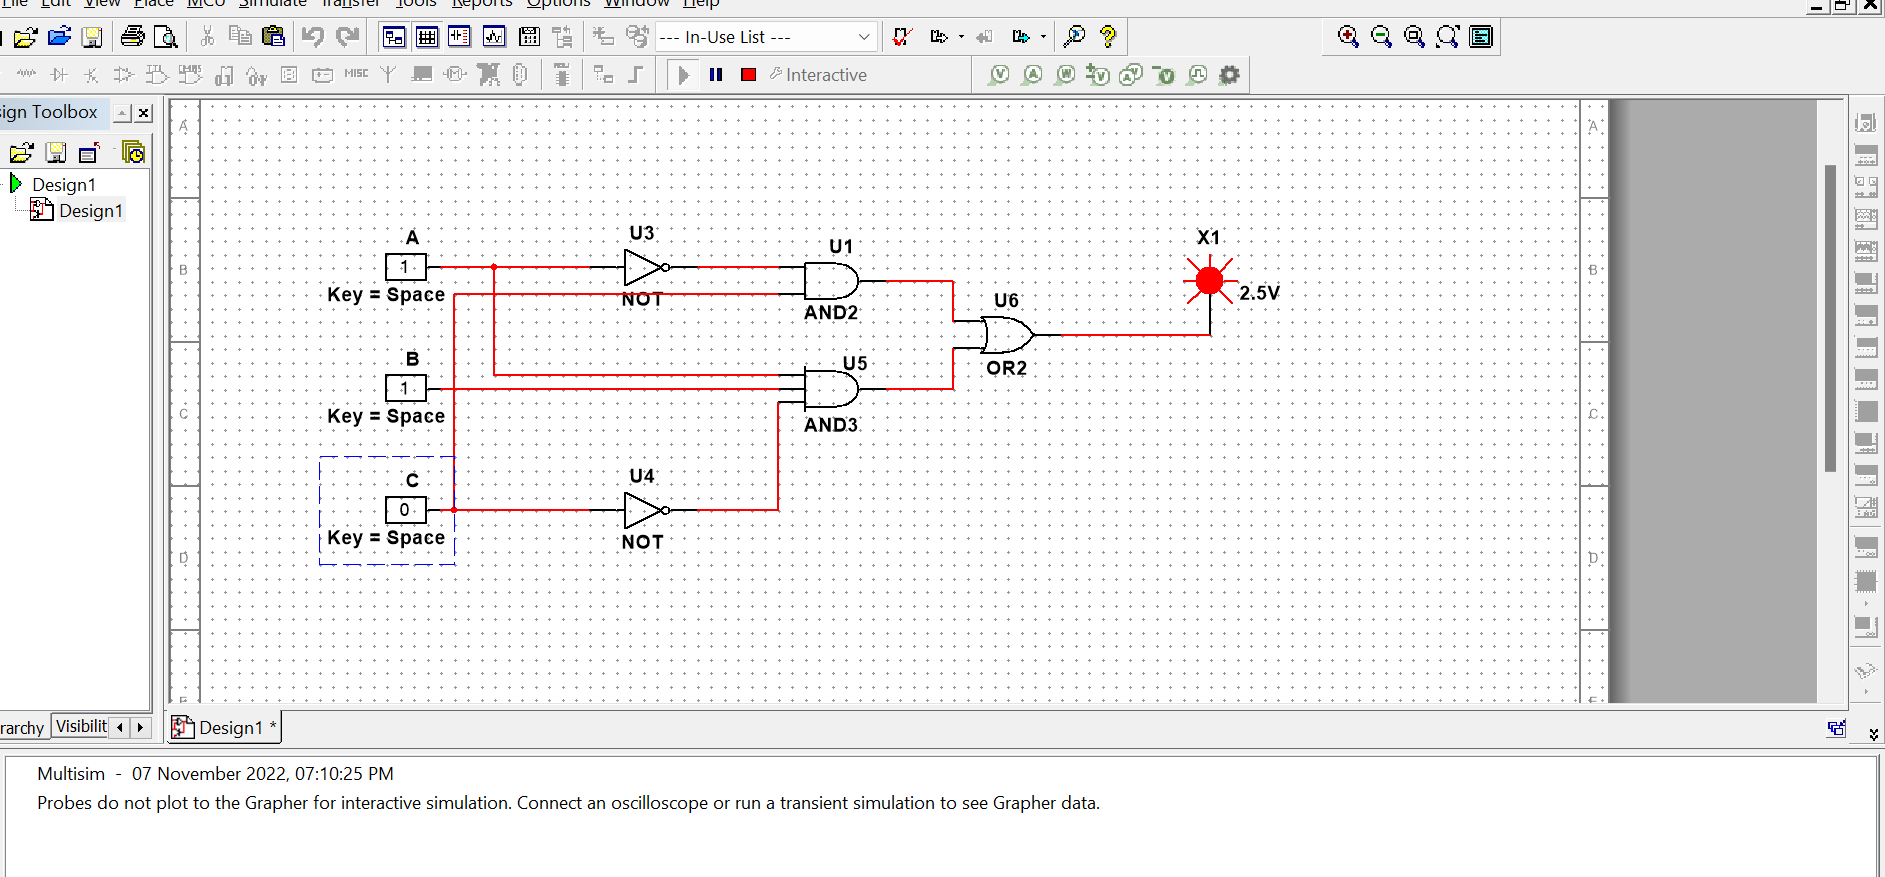 File Edit View Place MCU Simulate Transfer Tools Reports Options Window Help
--- In-Use List ---
MISC
Interactive
V A W V V
sign Toolbox
Design1
Design1
A A
B B
C C
D D
A
1
Key = Space
B
1
Key = Space
C
0
Key = Space
U3
NOT
U4
NOT
U1
AND2
U5
AND3
U6
OR2
X1
2.5V
rarchy Visibilit
Design1 *
Multisim - 07 November 2022, 07:10:25 PM
Probes do not plot to the Grapher for interactive simulation. Connect an oscilloscope or run a transient simulation to see Grapher data.